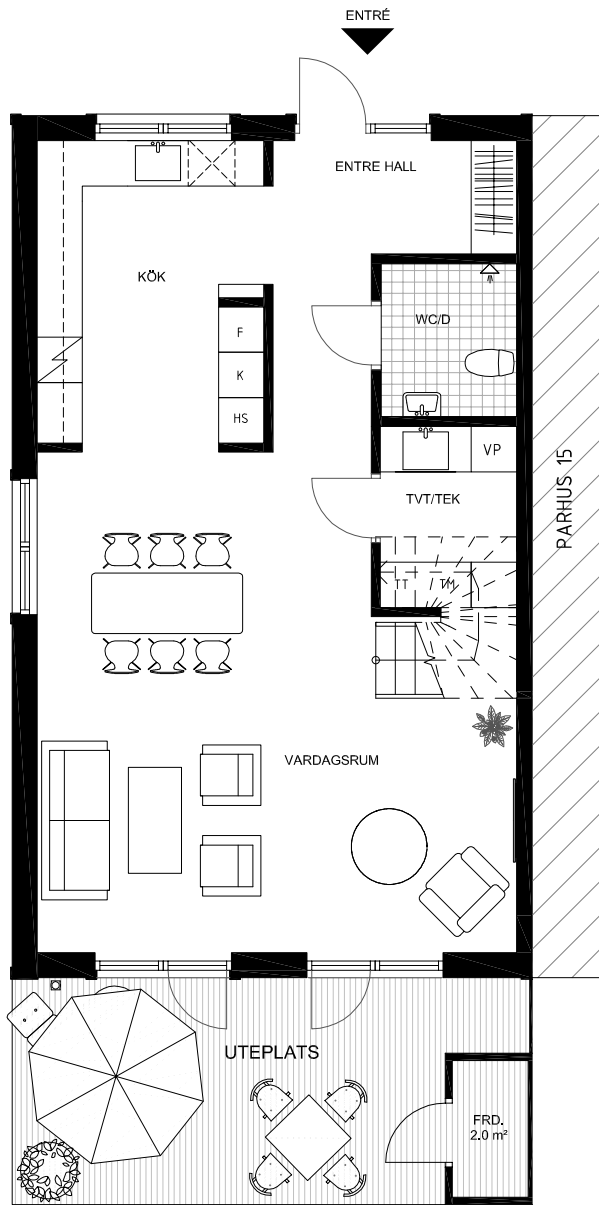 ENTRÉ
ENTRE HALL
KÖK
WC/D
F
K
HS
VP
TVT/TEK
TT
TM
PARHUS 15
VARDAGSRUM
UTEPLATS
FRD.
2.0 m²